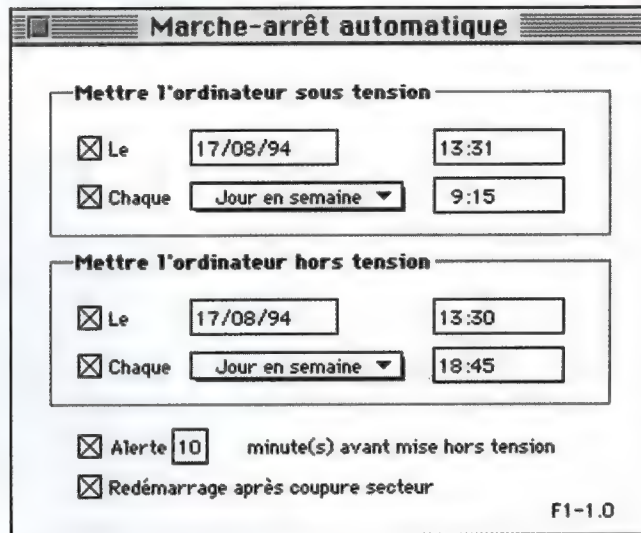 Marche-arrêt automatique
Mettre l'ordinateur sous tension
Le 17/08/94 13:31
Chaque Jour en semaine 9:15
Mettre l'ordinateur hors tension
Le 17/08/94 13:30
Chaque Jour en semaine 18:45
Alerte 10 minute(s) avant mise hors tension
Redémarrage après coupure secteur
F1-1.0